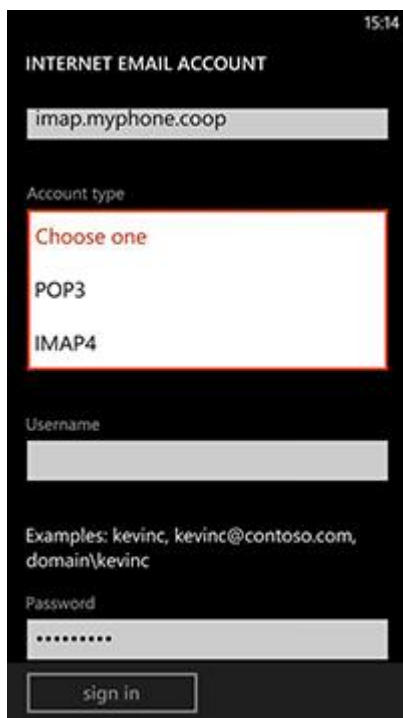 15:14
INTERNET EMAIL ACCOUNT
imap.myphone.coop
Account type
Choose one
POP3
IMAP4
Username
Examples: kevinc, kevinc@contoso.com,
domain\kevinc
Password
•••••••••
sign in